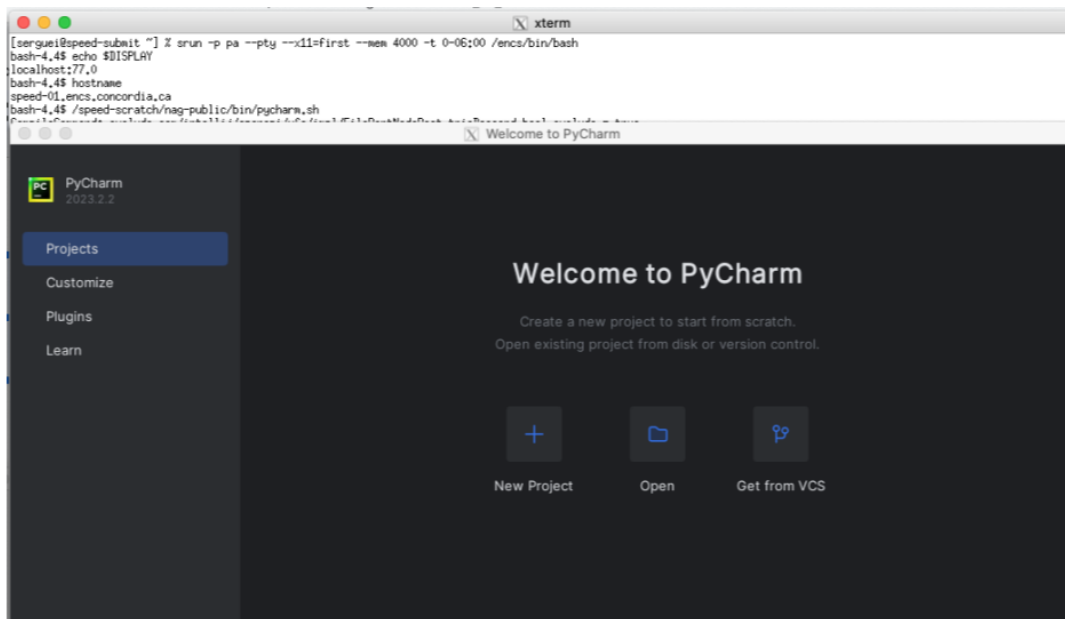 xterm
[serguei@speed-submit ~] % srun -p pa --pty --x11=first --mem 4000 -t 0-06:00 /encs/bin/bash
bash-4.4$ echo $DISPLAY
localhost:77.0
bash-4.4$ hostname
speed-01.encs.concordia.ca
bash-4.4$ /speed-scratch/nag-public/bin/pycharm.sh
Welcome to PyCharm
PC
PyCharm
2023.2.2
Projects
Customize
Plugins
Learn
Welcome to PyCharm
Create a new project to start from scratch.
Open existing project from disk or version control.
New Project Open Get from VCS